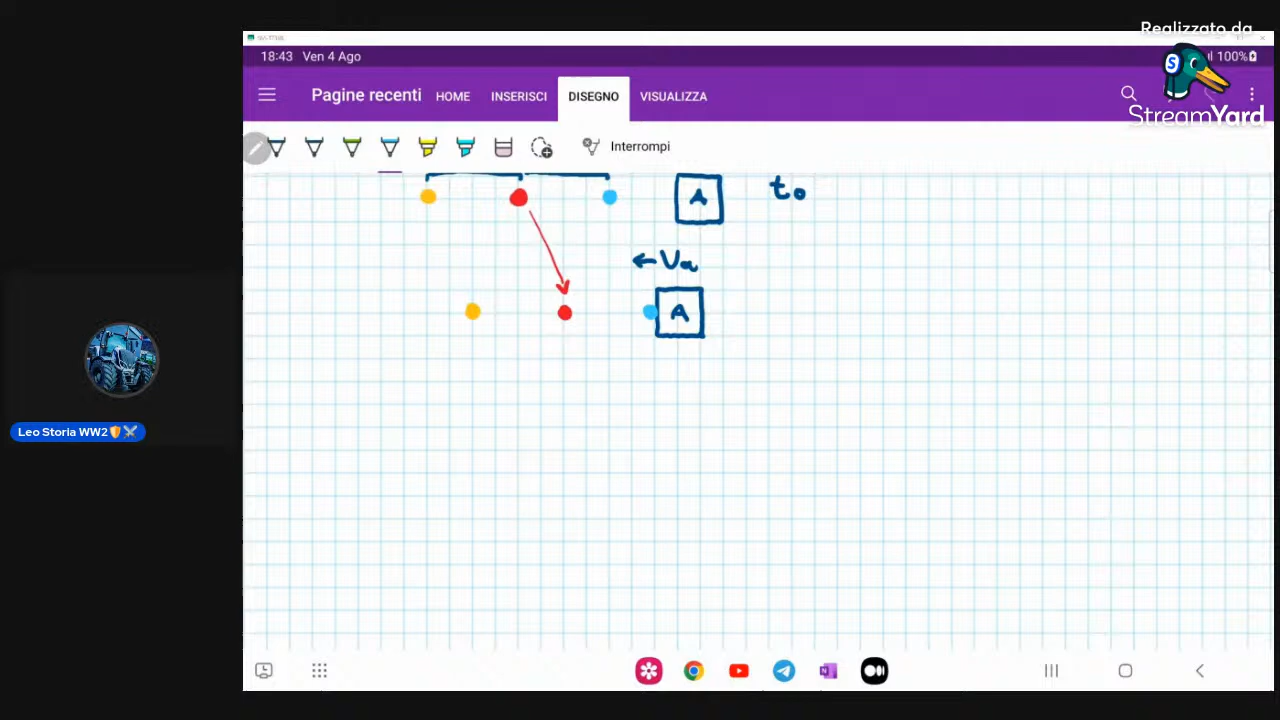 Realizzato da
18:43 Ven 4 Ago
100%
Pagine recenti HOME INSERISCI DISEGNO VISUALIZZA
S
StreamYard
Interrompi
A to
←Va
A
Leo Storia WW2
N